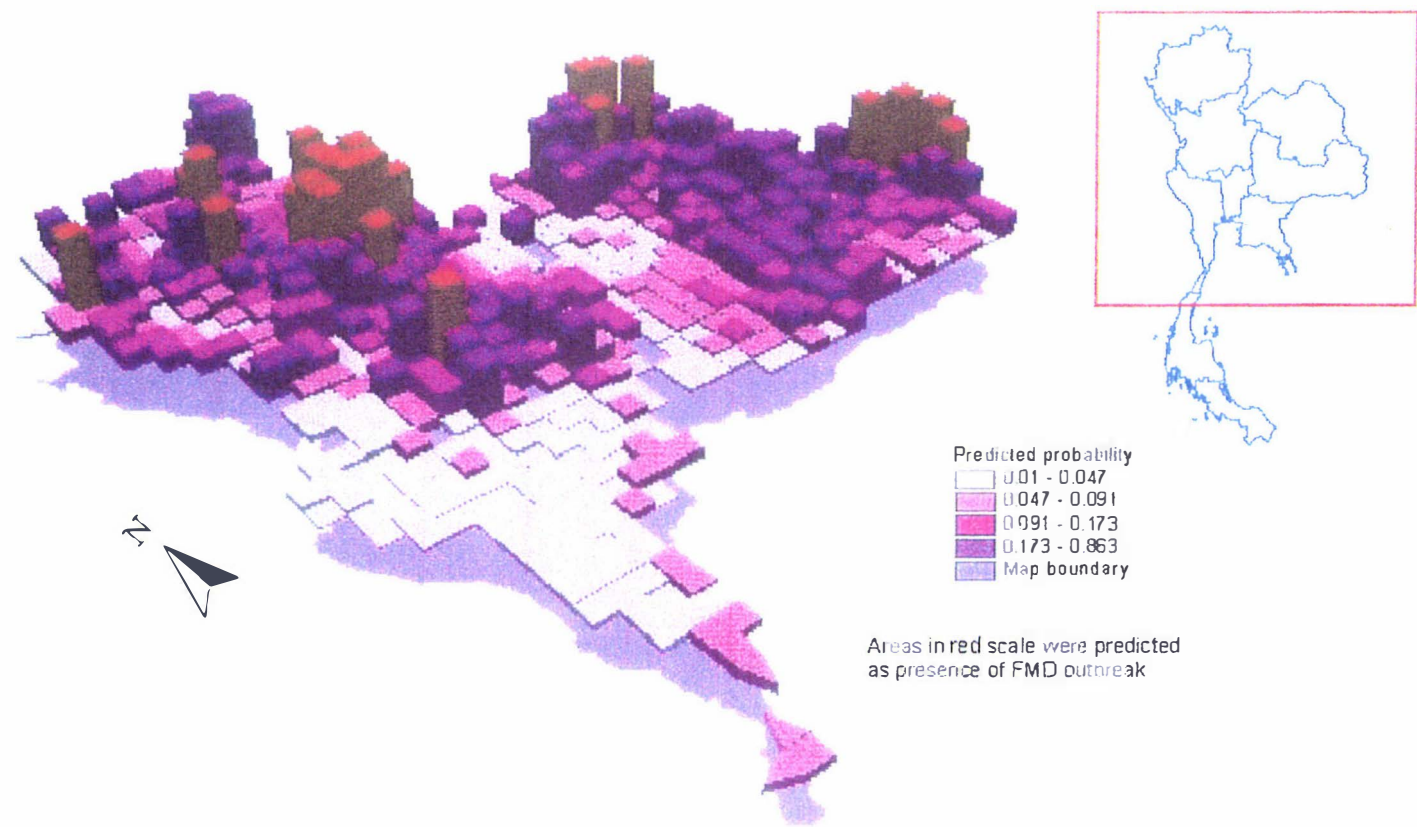 Predicted probability
0.01 - 0.047
0.047 - 0.091
0.091 - 0.173
0.173 - 0.863
Map boundary
N
Areas in red scale were predicted
as presence of FMD outbreak